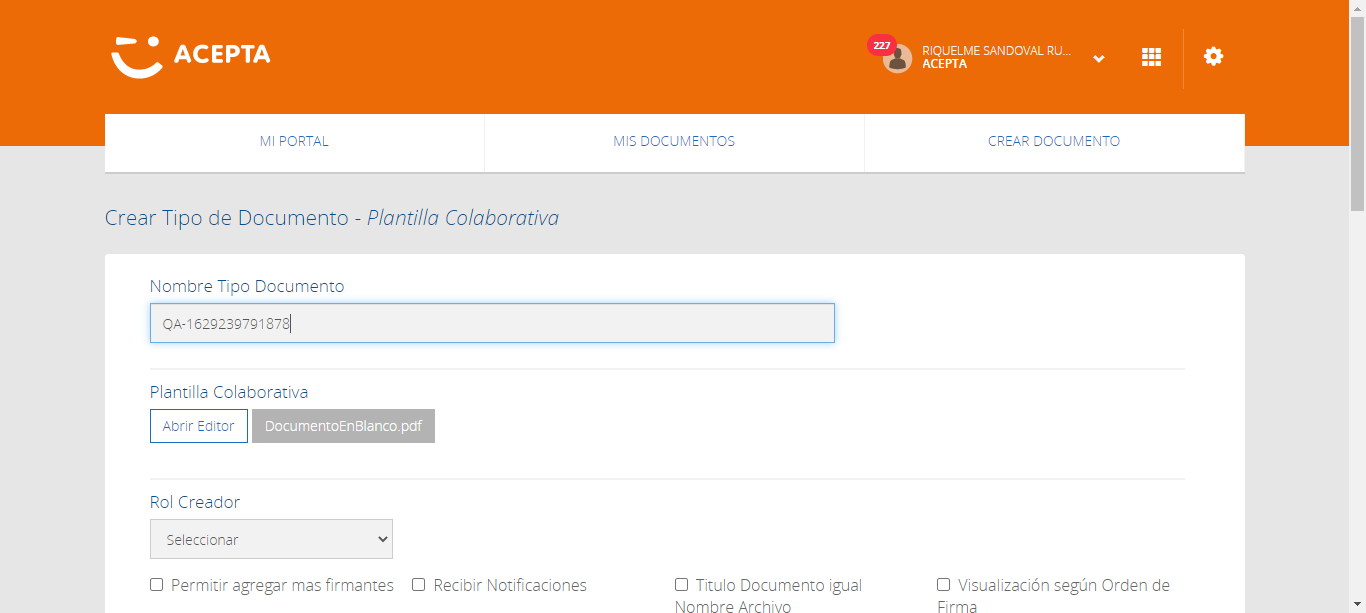 ACEPTA
227
RIQUELME SANDOVAL RU...
ACEPTA
MI PORTAL
MIS DOCUMENTOS
CREAR DOCUMENTO
Crear Tipo de Documento - Plantilla Colaborativa
Nombre Tipo Documento
QA-1629239791878
Plantilla Colaborativa
Abrir Editor
DocumentoEnBlanco.pdf
Rol Creador
Seleccionar
Permitir agregar mas firmantes
Recibir Notificaciones
Titulo Documento igual
Nombre Archivo
Visualización según Orden de
Firma